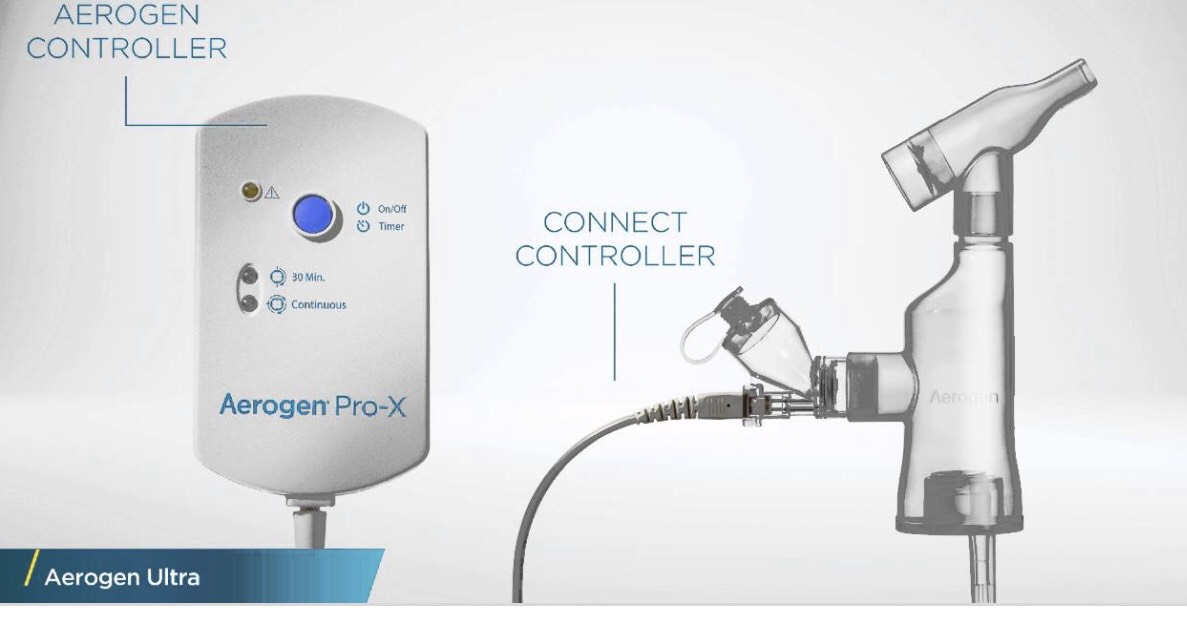 AEROGEN
CONTROLLER
On/Off
Timer
30 Min.
Continuous
Aerogen Pro-X
CONNECT
CONTROLLER
Aerogen
Aerogen Ultra